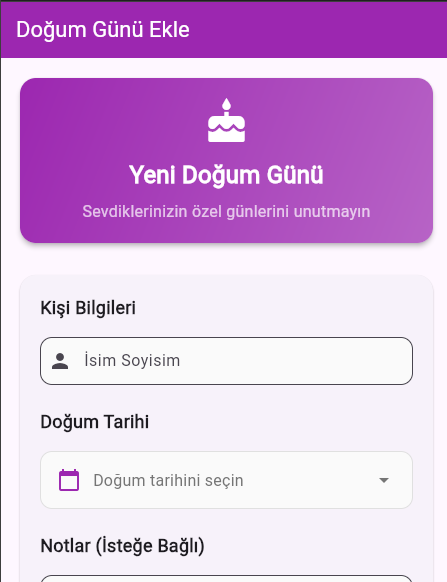 Doğum Günü Ekle
Yeni Doğum Günü
Sevdiklerinizin özel günlerini unutmayın
Kişi Bilgileri
İsim Soyisim
Doğum Tarihi
Doğum tarihini seçin
Notlar (İsteğe Bağlı)